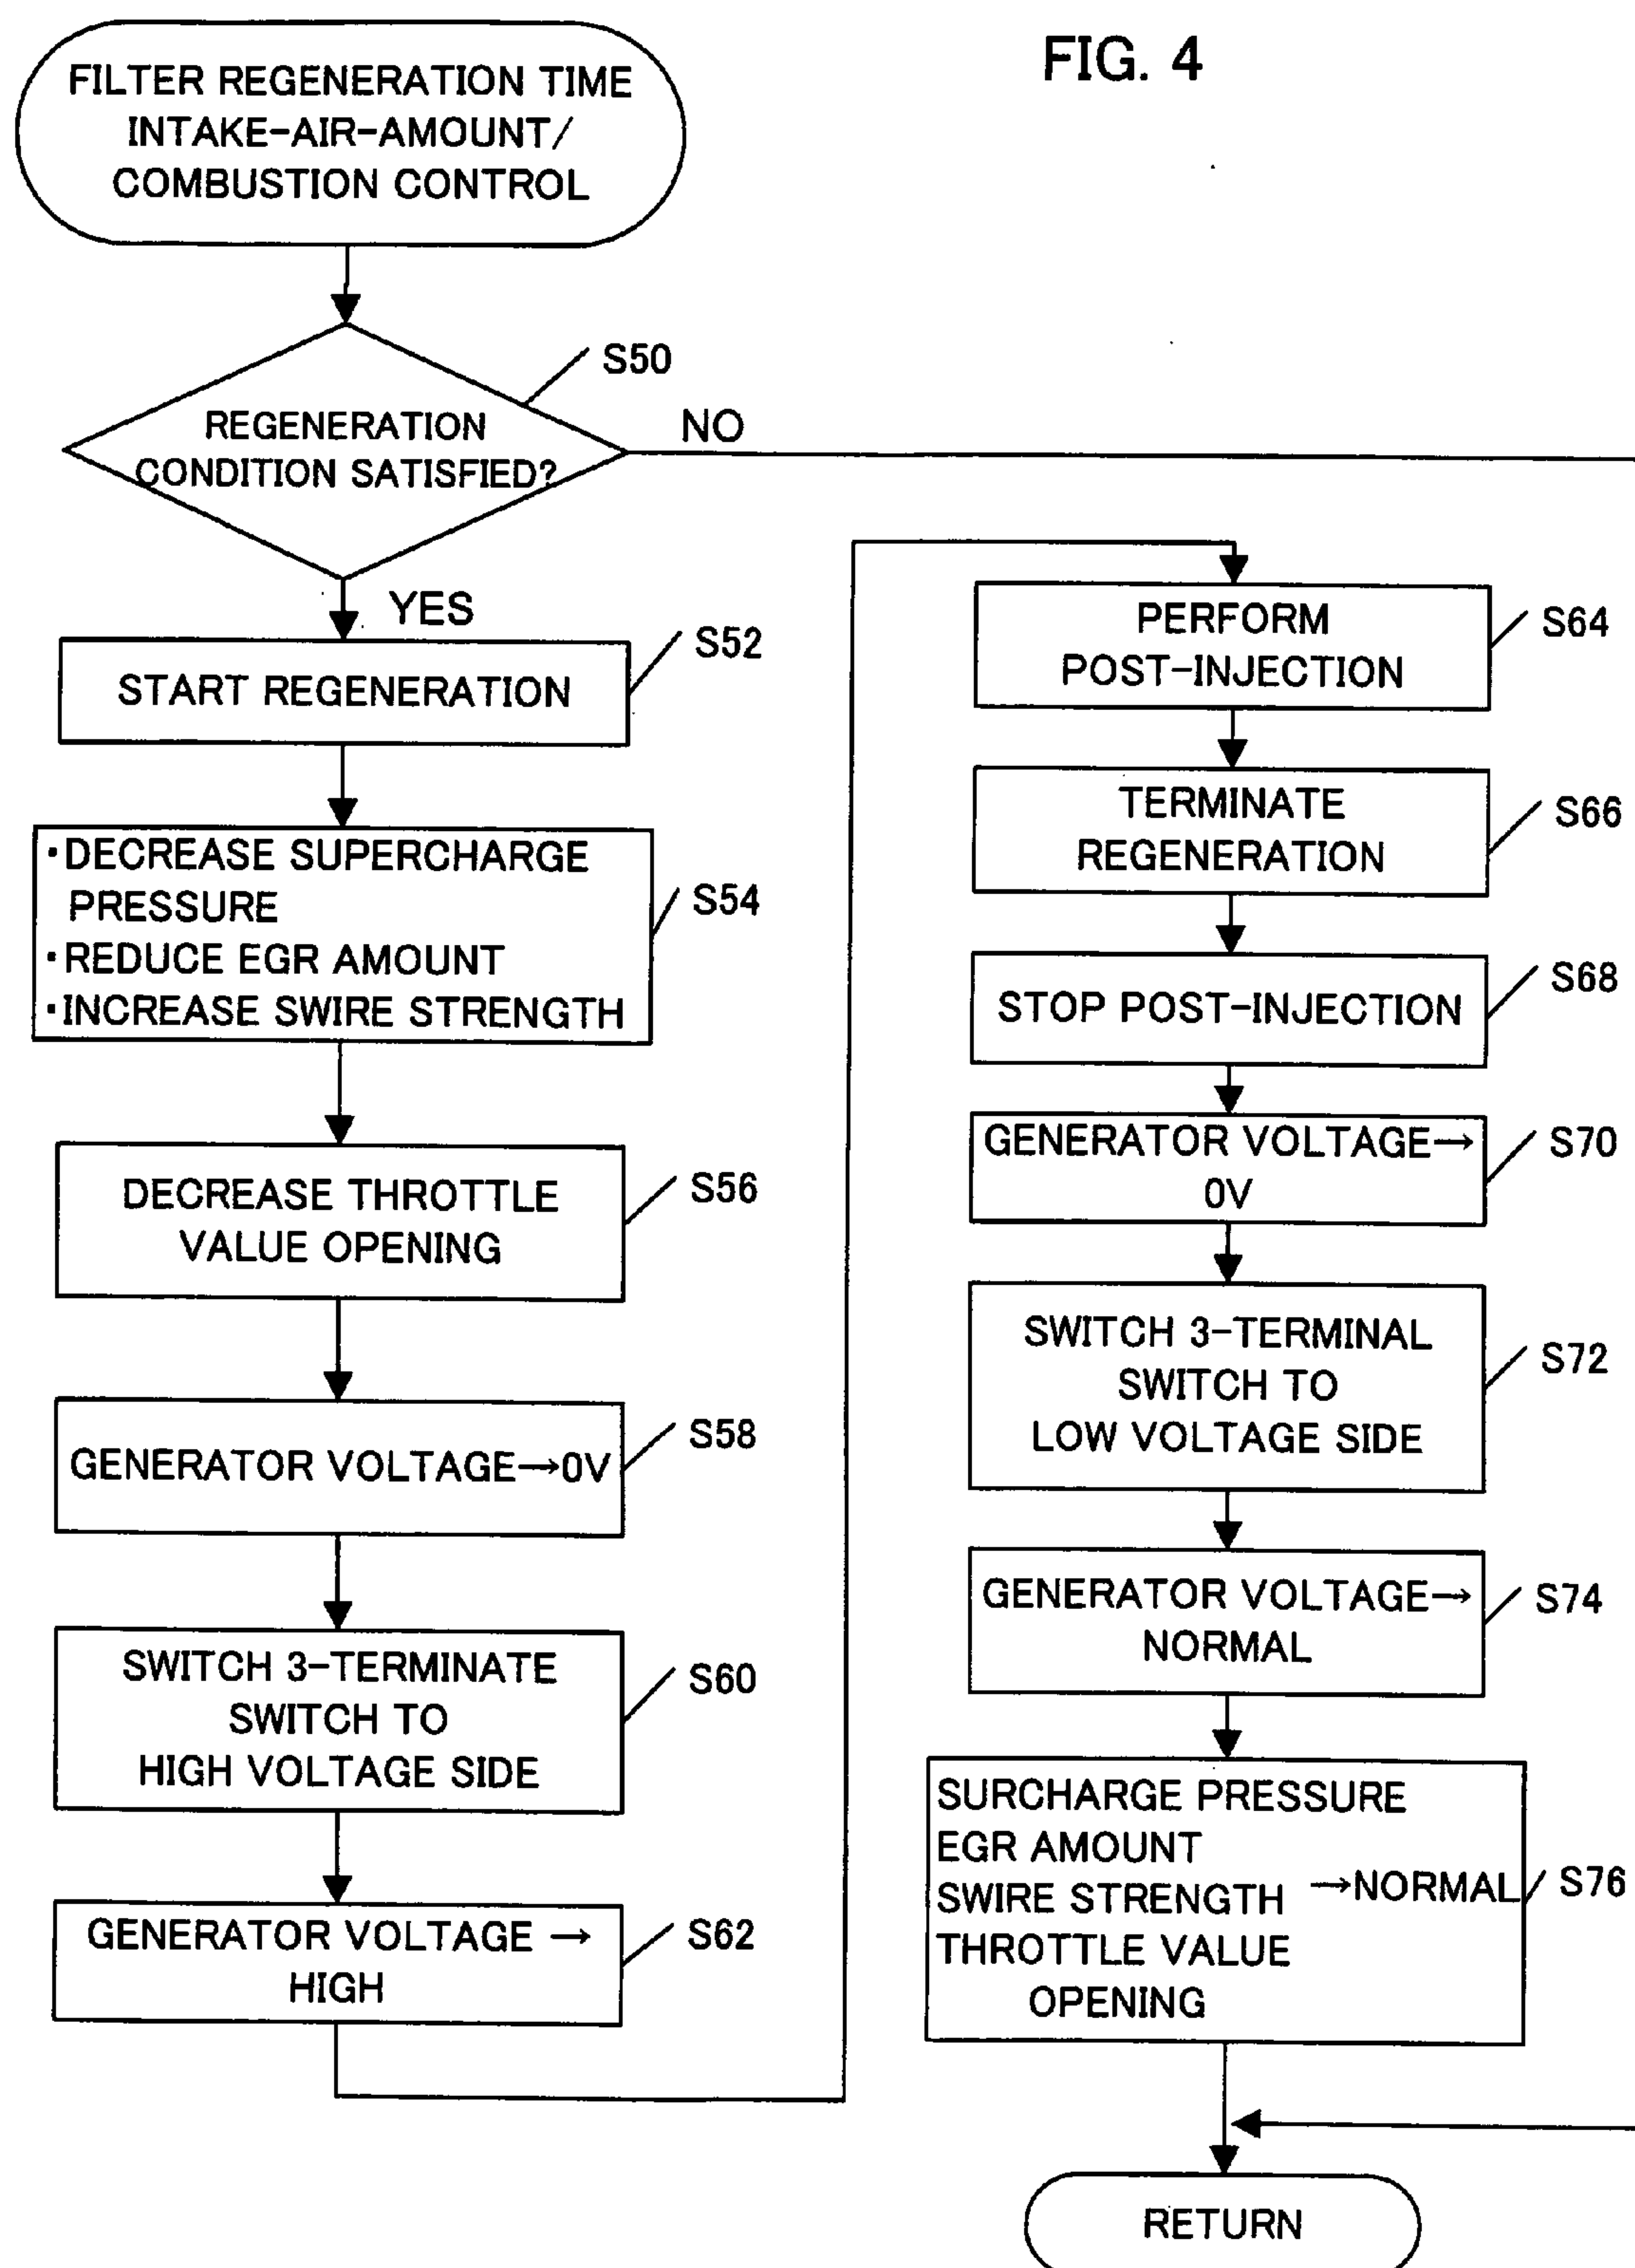 FIG. 4
FILTER REGENERATION TIME
INTAKE-AIR-AMOUNT/
COMBUSTION CONTROL
S50
REGENERATION
CONDITION SATISFIED?
NO
YES
S52
START REGENERATION
S54
·DECREASE SUPERCHARGE
PRESSURE
·REDUCE EGR AMOUNT
·INCREASE SWIRE STRENGTH
S56
DECREASE THROTTLE
VALUE OPENING
S58
GENERATOR VOLTAGE→0V
S60
SWITCH 3-TERMINATE
SWITCH TO
HIGH VOLTAGE SIDE
S62
GENERATOR VOLTAGE →
HIGH
S64
PERFORM
POST-INJECTION
S66
TERMINATE
REGENERATION
S68
STOP POST-INJECTION
S70
GENERATOR VOLTAGE→
0V
S72
SWITCH 3-TERMINAL
SWITCH TO
LOW VOLTAGE SIDE
S74
GENERATOR VOLTAGE→
NORMAL
S76
SURCHARGE PRESSURE
EGR AMOUNT
SWIRE STRENGTH →NORMAL
THROTTLE VALUE
OPENING
RETURN